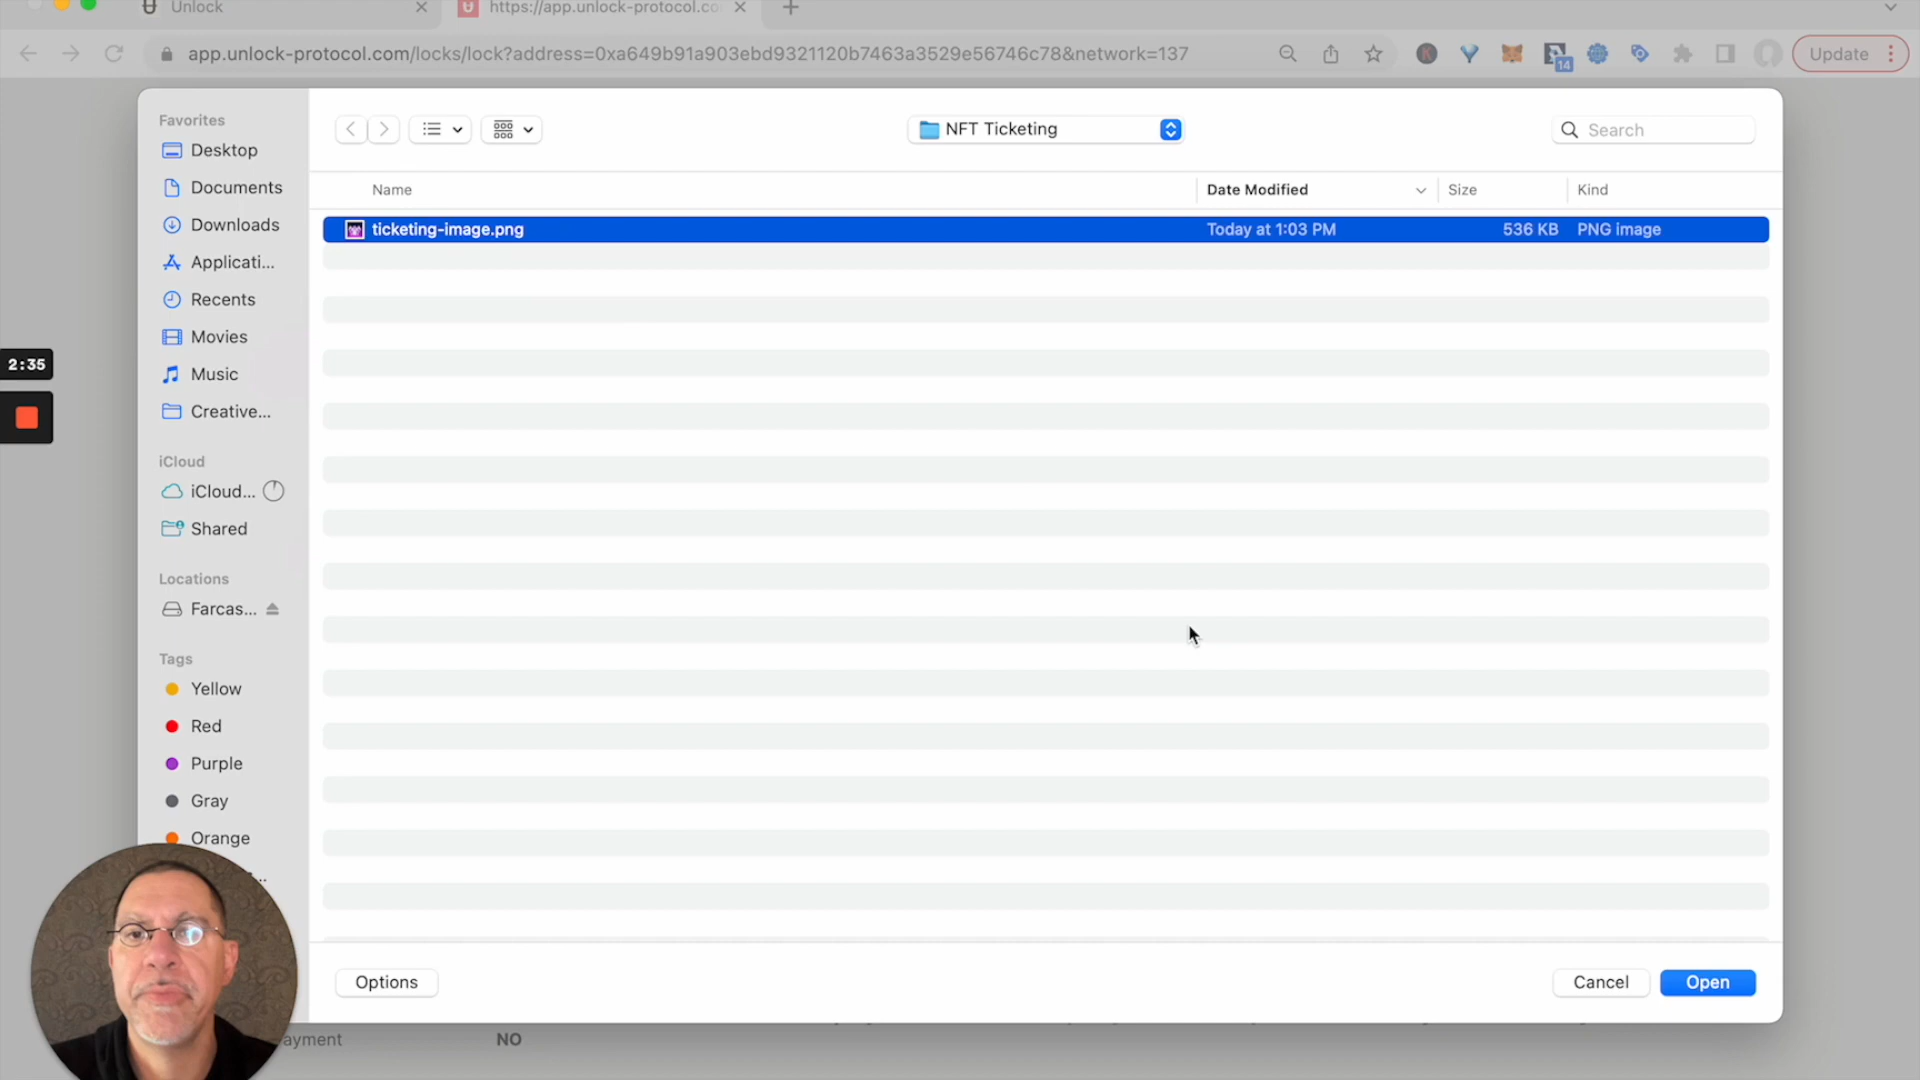 Unlock
https://app.unlock-protocol.co
app.unlock-protocol.com/locks/lock?address=0xa649b91a903ebd9321120b7463a3529e56746c78&network=137
14
Update
Favorites
Desktop
Documents
Downloads
Applicati...
Recents
Movies
Music
Creative...
iCloud
iCloud...
Shared
Locations
Farcas...
Tags
Yellow
Red
Purple
Gray
Orange
NFT Ticketing
Search
Name
Date Modified
Size
Kind
ticketing-image.png
Today at 1:03 PM
536 KB
PNG image
2:35
Options
Cancel
Open
ayment
NO